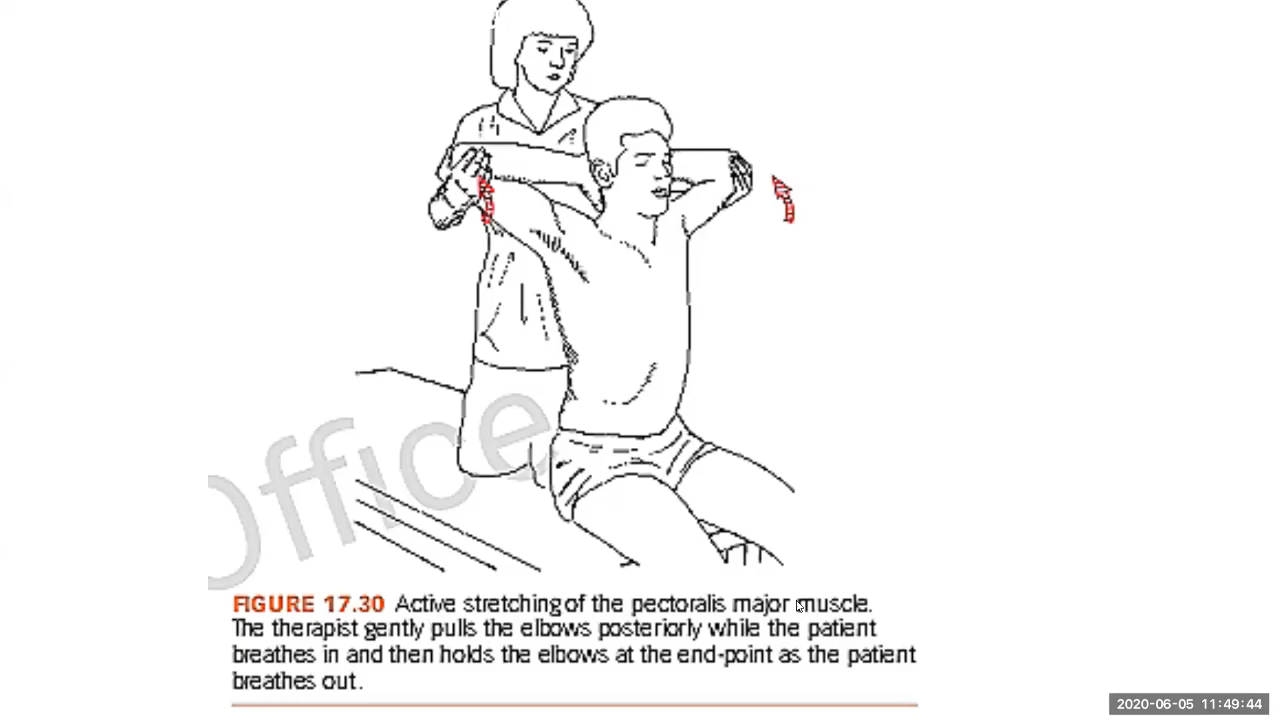 Office
FIGURE 17.30 Active stretching of the pectoralis major muscle.
The therapist gently pulls the elbows posteriorly while the patient
breathes in and then holds the elbows at the end-point as the patient
breathes out.
2020-06-05 11:49:44